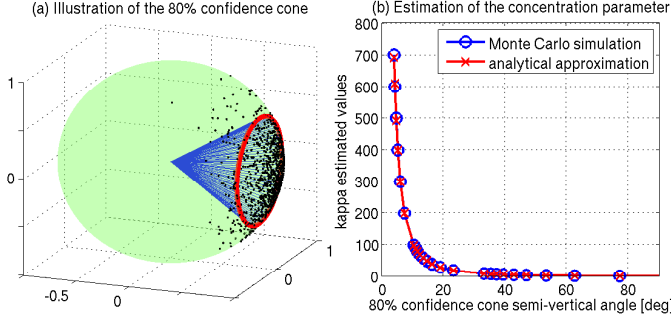 (a) Illustration of the 80% confidence cone
1
0
-0.5
0
0
1
(b) Estimation of the concentration parameter
kappa estimated values
800
700
600
500
400
300
200
100
0
Monte Carlo simulation
analytical approximation
0 20 40 60 80
80% confidence cone semi-vertical angle [deg]